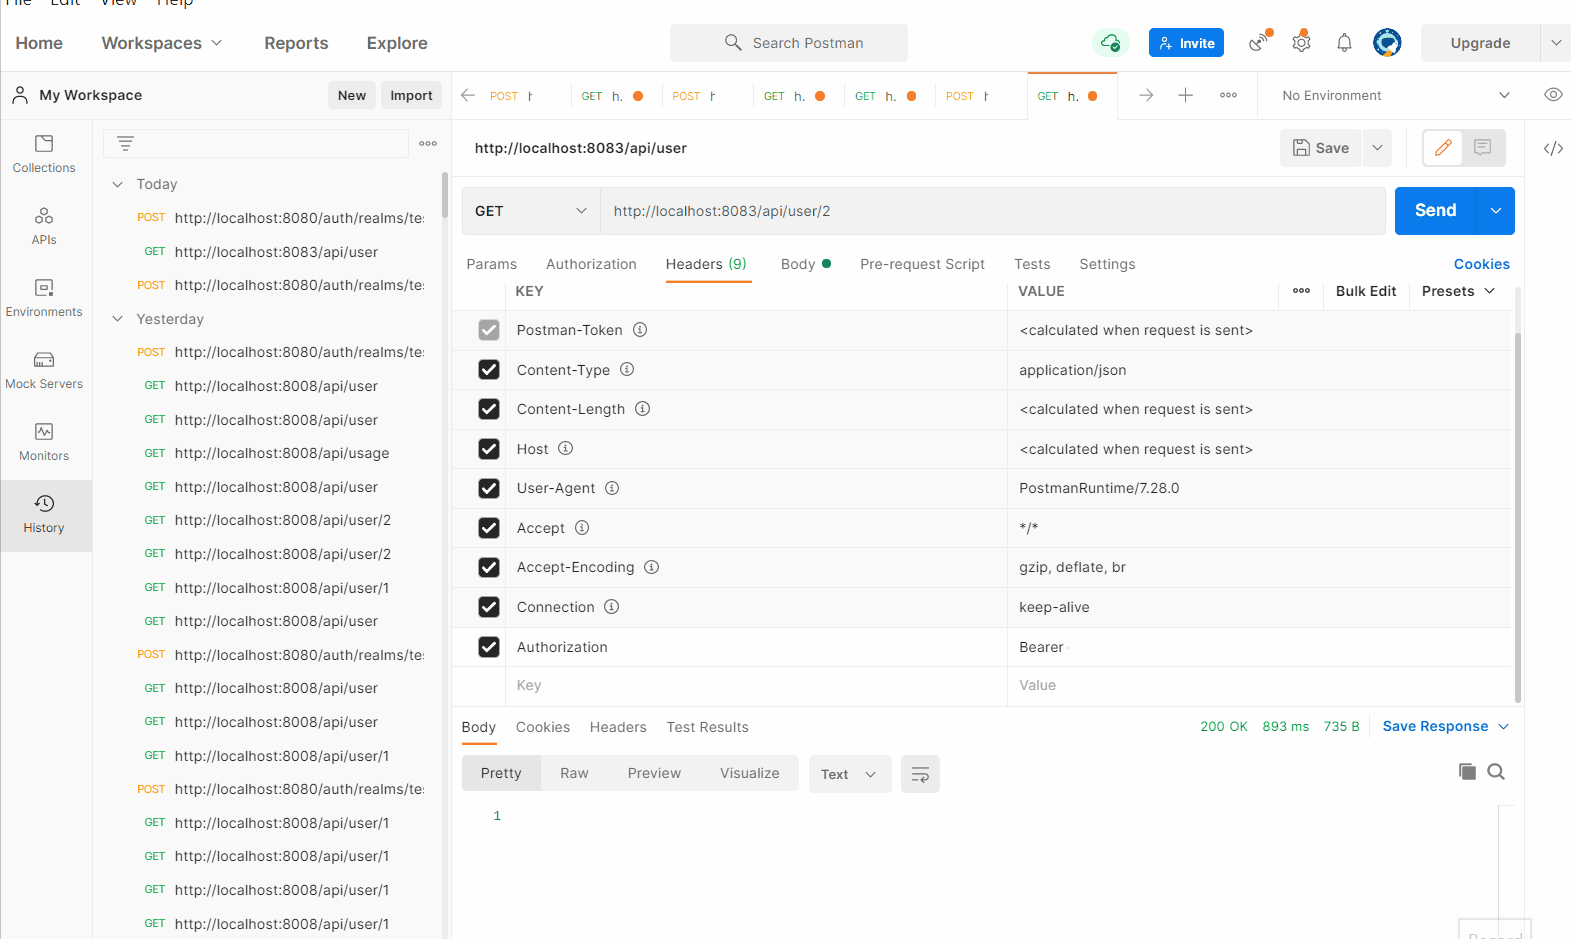 File Edit View Help
Home Workspaces Reports Explore Search Postman Invite Upgrade
My Workspace New Import POST GET h. POST GET h. GET h. POST GET h. No Environment
http://localhost:8083/api/user Save
Collections
APIs
Environments
Mock Servers
Monitors
History
Today
POST http://localhost:8080/auth/realms/te
GET http://localhost:8083/api/user
POST http://localhost:8080/auth/realms/te
Yesterday
POST http://localhost:8080/auth/realms/te
GET http://localhost:8008/api/user
GET http://localhost:8008/api/user
GET http://localhost:8008/api/usage
GET http://localhost:8008/api/user
GET http://localhost:8008/api/user/2
GET http://localhost:8008/api/user/2
GET http://localhost:8008/api/user/1
GET http://localhost:8008/api/user
POST http://localhost:8080/auth/realms/te
GET http://localhost:8008/api/user
GET http://localhost:8008/api/user
GET http://localhost:8008/api/user/1
POST http://localhost:8080/auth/realms/te
GET http://localhost:8008/api/user/1
GET http://localhost:8008/api/user/1
GET http://localhost:8008/api/user/1
GET http://localhost:8008/api/user/1
GET http://localhost:8083/api/user/2 Send
Params Authorization Headers (9) Body Pre-request Script Tests Settings Cookies
KEY VALUE Bulk Edit Presets
Postman-Token <calculated when request is sent>
Content-Type application/json
Content-Length <calculated when request is sent>
Host <calculated when request is sent>
User-Agent PostmanRuntime/7.28.0
Accept */*
Accept-Encoding gzip, deflate, br
Connection keep-alive
Authorization Bearer
Key Value
Body Cookies Headers Test Results 200 OK 893 ms 735 B Save Response
Pretty Raw Preview Visualize Text
1